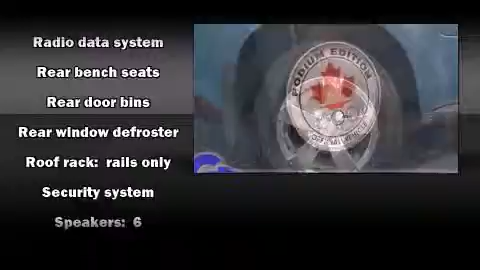 Radio data system
Rear bench seats
Rear door bins
Rear window defroster
Roof rack: rails only
Security system
Speakers: 6
PODIUM EDITION